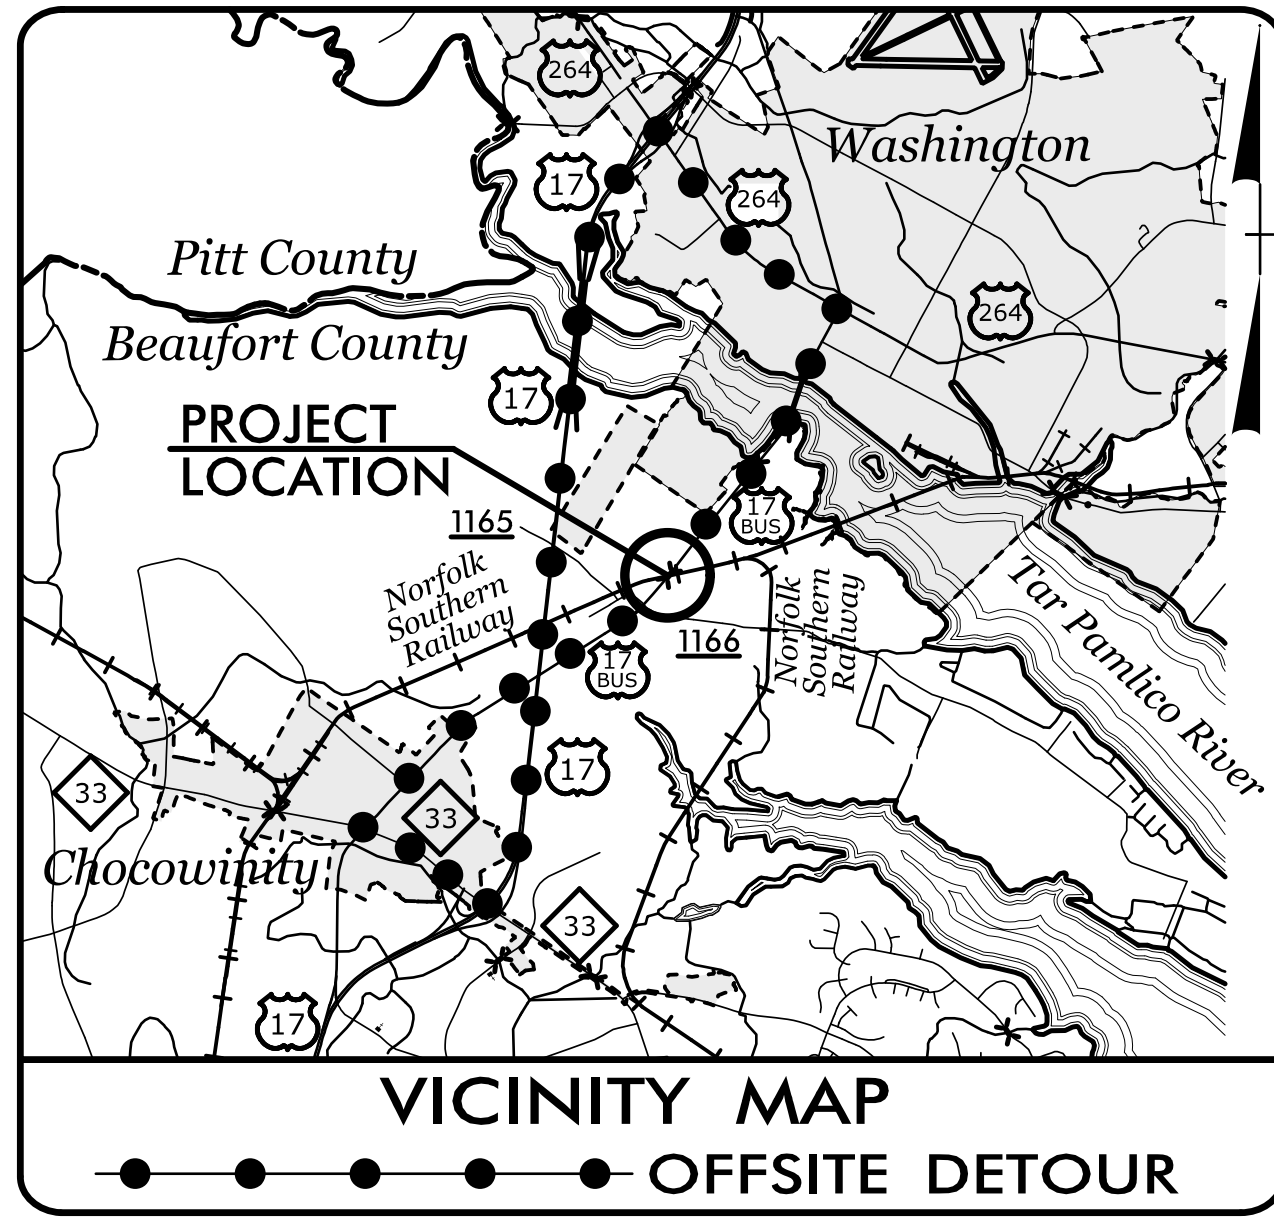 264
Washington
17
264
Pitt County
264
Beaufort County
17
PROJECT
LOCATION
1165
17
BUS
Norfolk
Southern
Railway
Norfolk
Southern
Railway
Tar Pamlico River
1166
17
BUS
17
33
33
Chocowinity
33
17
VICINITY MAP
OFFSITE DETOUR